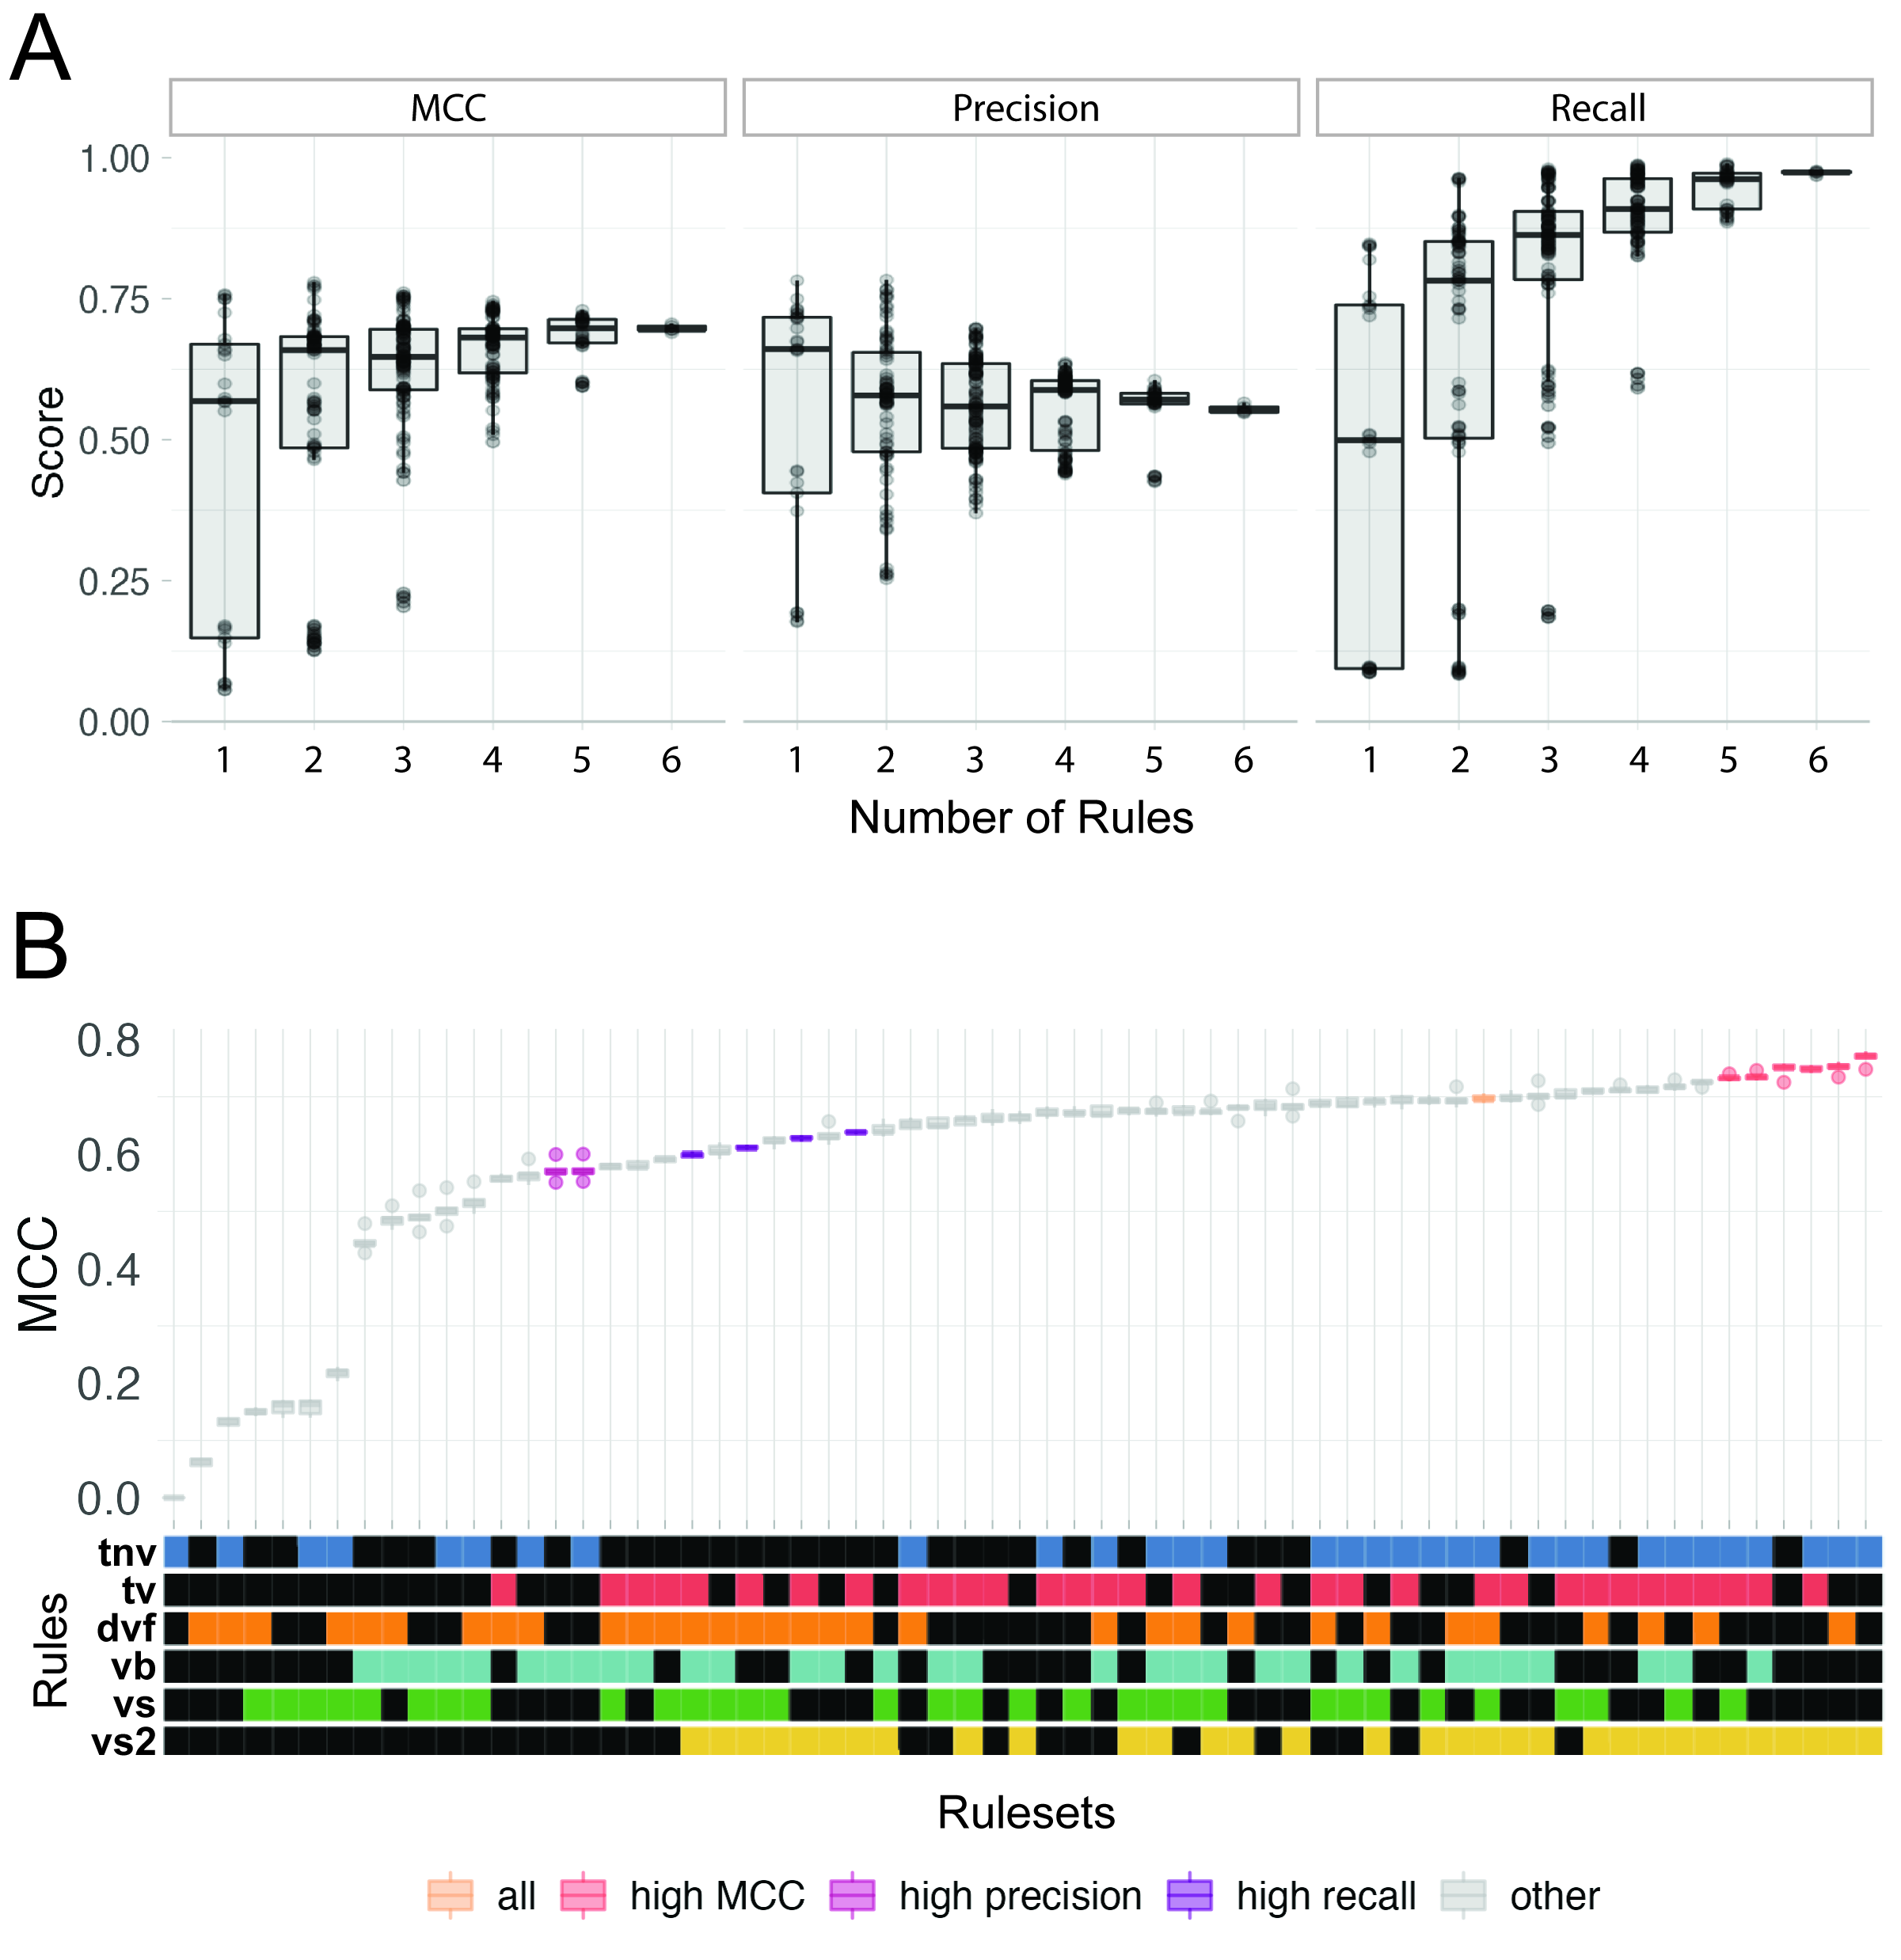 A
MCC Precision Recall
1.00
0.75
0.50
0.25
0.00
Score
1 2 3 4 5 6 1 2 3 4 5 6 1 2 3 4 5 6
Number of Rules
B
0.8
0.6
0.4
0.2
0.0
MCC
tnv
tv
dvf
vb
vs
vs2
Rules
Rulesets
all high MCC high precision high recall other